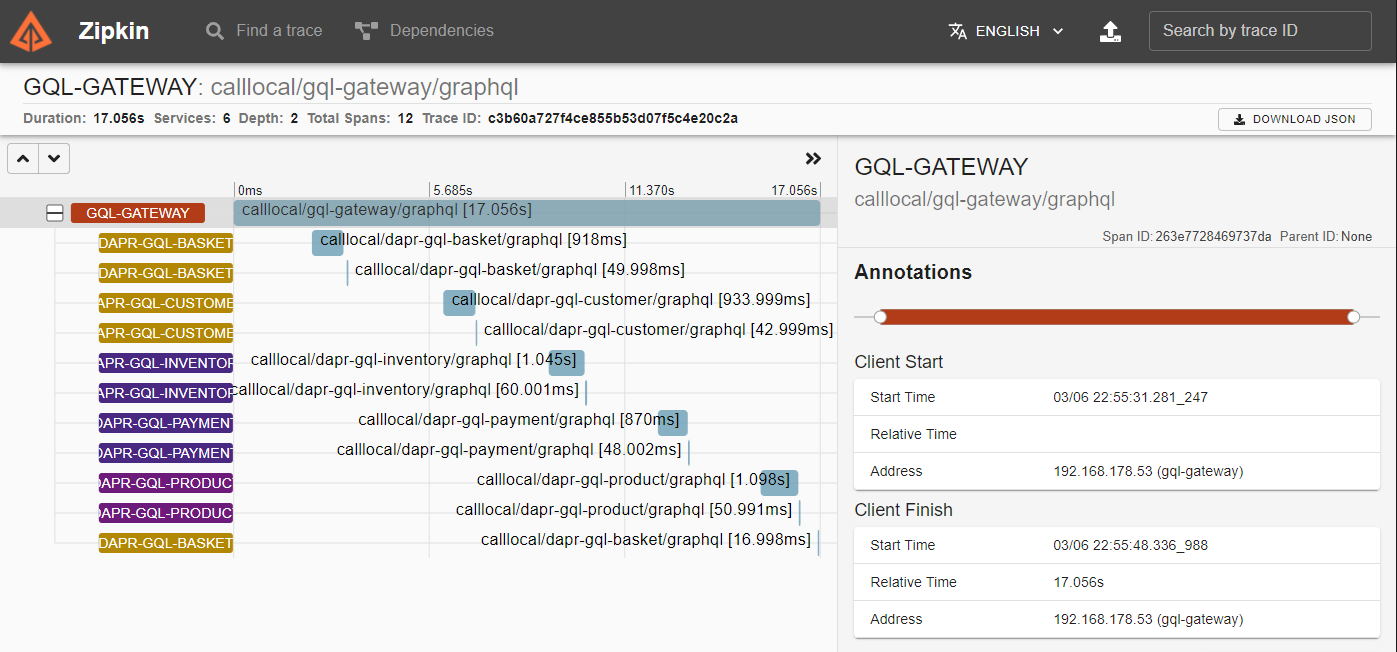 Zipkin Find a trace Dependencies ENGLISH Search by trace ID
GQL-GATEWAY: calllocal/gql-gateway/graphql
Duration: 17.056s Services: 6 Depth: 2 Total Spans: 12 Trace ID: c3b60a727f4ce855b53d07f5c4e20c2a
DOWNLOAD JSON
0ms 5.685s 11.370s 17.056s
GQL-GATEWAY calllocal/gql-gateway/graphql [17.056s]
DAPR-GQL-BASKET calllocal/dapr-gql-basket/graphql [918ms]
DAPR-GQL-BASKET calllocal/dapr-gql-basket/graphql [49.998ms]
APR-GQL-CUSTOME calllocal/dapr-gql-customer/graphql [933.999ms]
APR-GQL-CUSTOME calllocal/dapr-gql-customer/graphql [42.999ms]
APR-GQL-INVENTOR calllocal/dapr-gql-inventory/graphql [1.045s]
APR-GQL-INVENTOR calllocal/dapr-gql-inventory/graphql [60.001ms]
DAPR-GQL-PAYMENT calllocal/dapr-gql-payment/graphql [870ms]
DAPR-GQL-PAYMENT calllocal/dapr-gql-payment/graphql [48.002ms]
DAPR-GQL-PRODUC calllocal/dapr-gql-product/graphql [1.098s]
DAPR-GQL-PRODUC calllocal/dapr-gql-product/graphql [50.991ms]
DAPR-GQL-BASKET calllocal/dapr-gql-basket/graphql [16.998ms]
GQL-GATEWAY
calllocal/gql-gateway/graphql
Span ID: 263e7728469737da Parent ID: None
Annotations
Client Start
Start Time 03/06 22:55:31.281_247
Relative Time
Address 192.168.178.53 (gql-gateway)
Client Finish
Start Time 03/06 22:55:48.336_988
Relative Time 17.056s
Address 192.168.178.53 (gql-gateway)